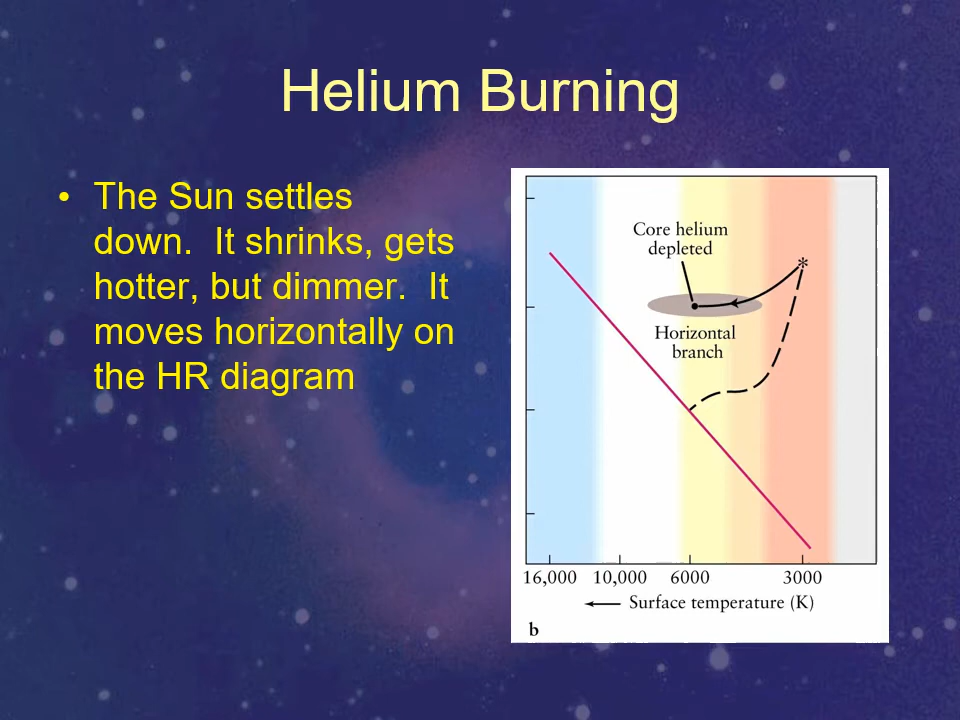 Helium Burning
• The Sun settles
down. It shrinks, gets
hotter, but dimmer. It
moves horizontally on
the HR diagram
Core helium
depleted
*
Horizontal
branch
16,000 10,000 6000 3000
Surface temperature (K)
b